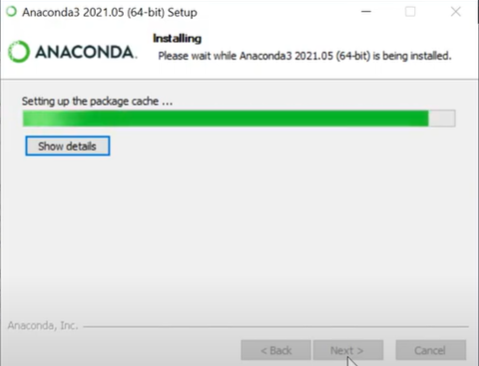 Anaconda3 2021.05 (64-bit) Setup
ANACONDA.
Installing
Please wait while Anaconda3 2021.05 (64-bit) is being installed.
Setting up the package cache ...
Show details
Anaconda, Inc.
< Back
Next >
Cancel